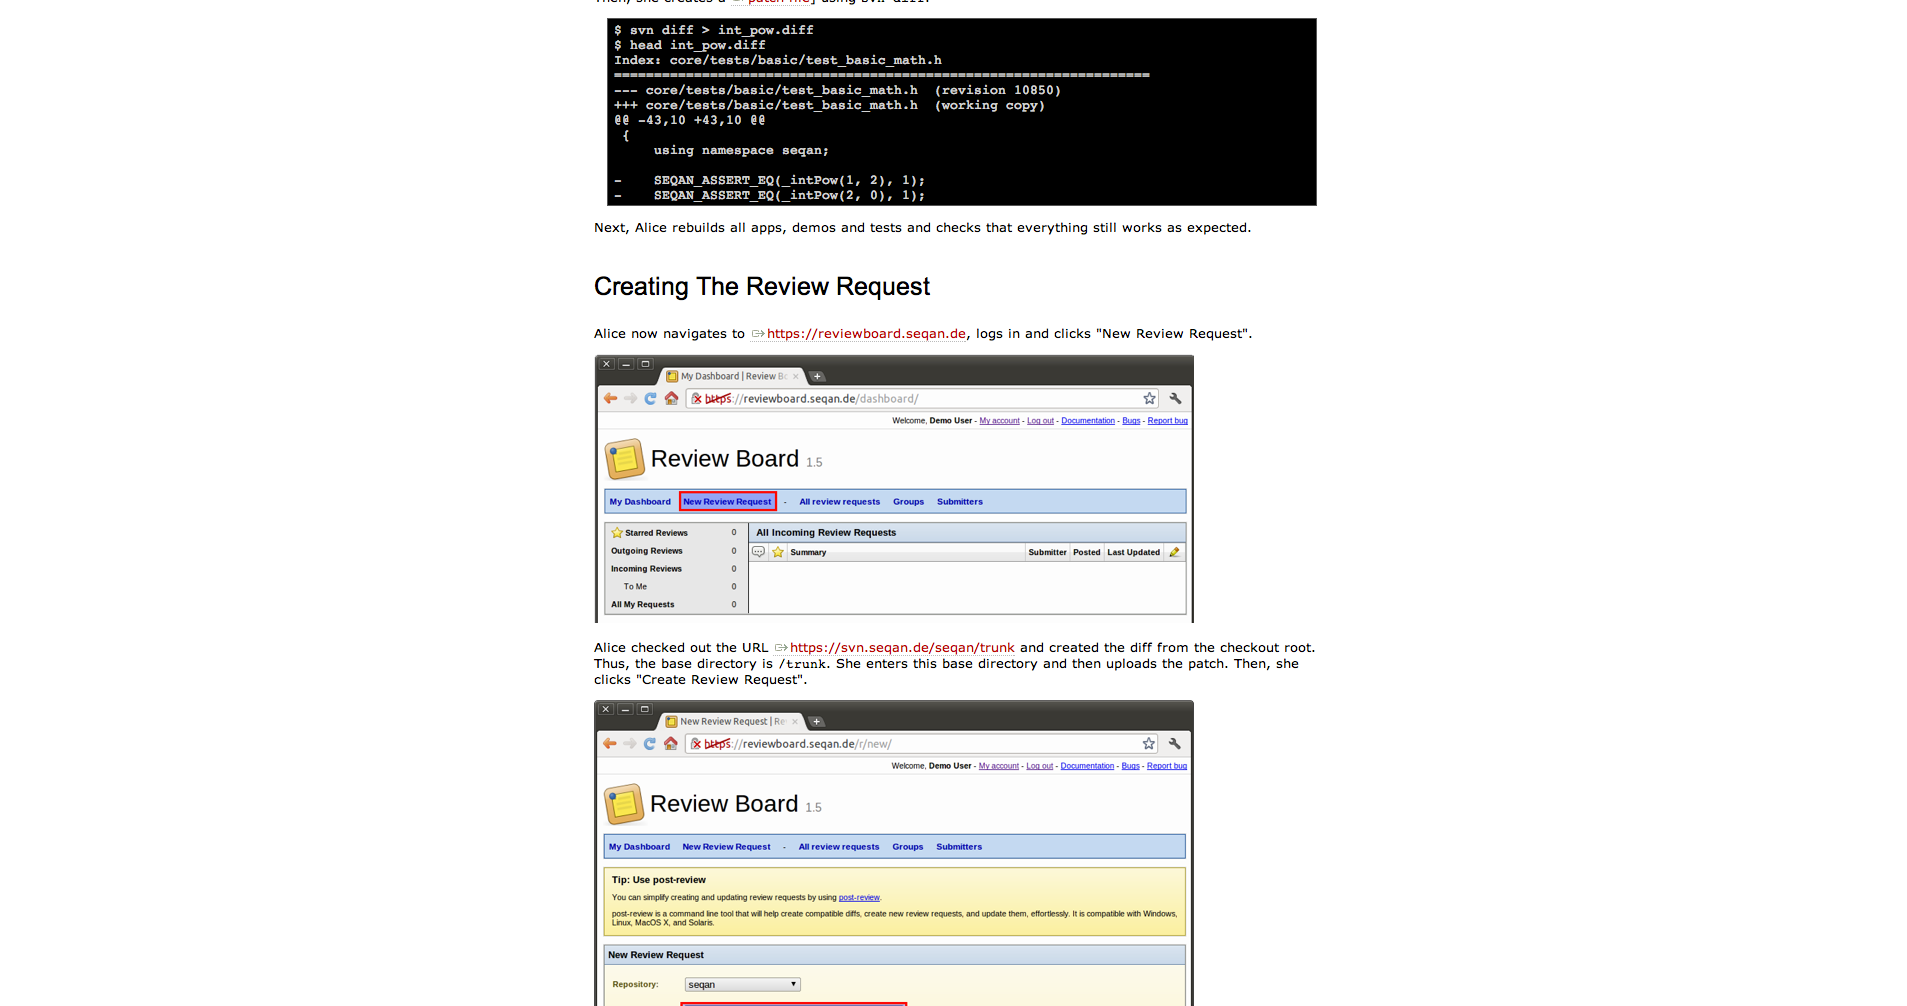 Then, she creates a patch file] using svn diff.
$ svn diff > int_pow.diff
$ head int_pow.diff
Index: core/tests/basic/test_basic_math.h
===================================================================
--- core/tests/basic/test_basic_math.h  (revision 10850)
+++ core/tests/basic/test_basic_math.h  (working copy)
@@ -43,10 +43,10 @@
 {
     using namespace seqan;
-    SEQAN_ASSERT_EQ(_intPow(1, 2), 1);
-    SEQAN_ASSERT_EQ(_intPow(2, 0), 1);
Next, Alice rebuilds all apps, demos and tests and checks that everything still works as expected.
Creating The Review Request
Alice now navigates to https://reviewboard.seqan.de, logs in and clicks "New Review Request".
My Dashboard | Review Bo
https://reviewboard.seqan.de/dashboard/
Welcome, Demo User - My account - Log out - Documentation - Bugs - Report bug
Review Board 1.5
My Dashboard New Review Request - All review requests Groups Submitters
Starred Reviews 0 All Incoming Review Requests
Outgoing Reviews 0 Summary Submitter Posted Last Updated
Incoming Reviews 0
To Me 0
All My Requests 0
Alice checked out the URL https://svn.seqan.de/seqan/trunk and created the diff from the checkout root.
Thus, the base directory is /trunk. She enters this base directory and then uploads the patch. Then, she
clicks "Create Review Request".
New Review Request | Re
https://reviewboard.seqan.de/r/new/
Welcome, Demo User - My account - Log out - Documentation - Bugs - Report bug
Review Board 1.5
My Dashboard New Review Request - All review requests Groups Submitters
Tip: Use post-review
You can simplify creating and updating review requests by using post-review.
post-review is a command line tool that will help create compatible diffs, create new review requests, and update them, effortlessly. It is compatible with Windows,
Linux, MacOS X, and Solaris.
New Review Request
Repository: seqan